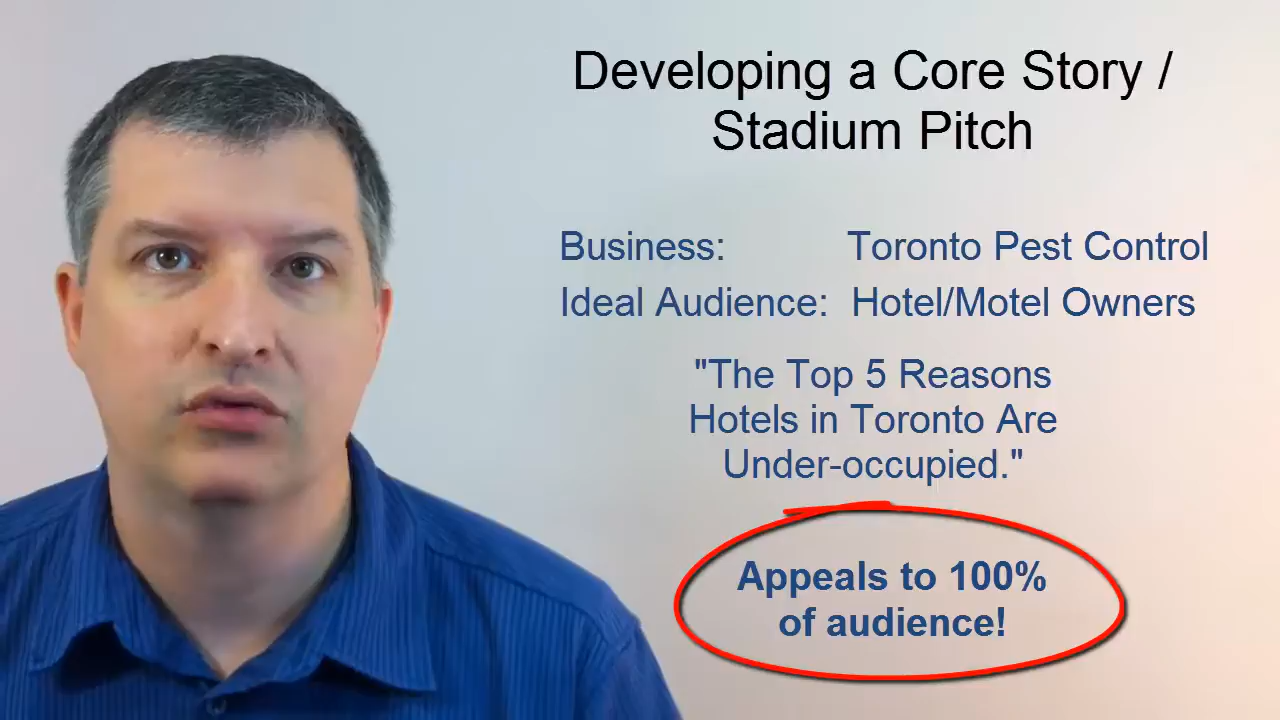 Developing a Core Story /
Stadium Pitch
Business: Toronto Pest Control
Ideal Audience: Hotel/Motel Owners
"The Top 5 Reasons
Hotels in Toronto Are
Under-occupied."
Appeals to 100%
of audience!